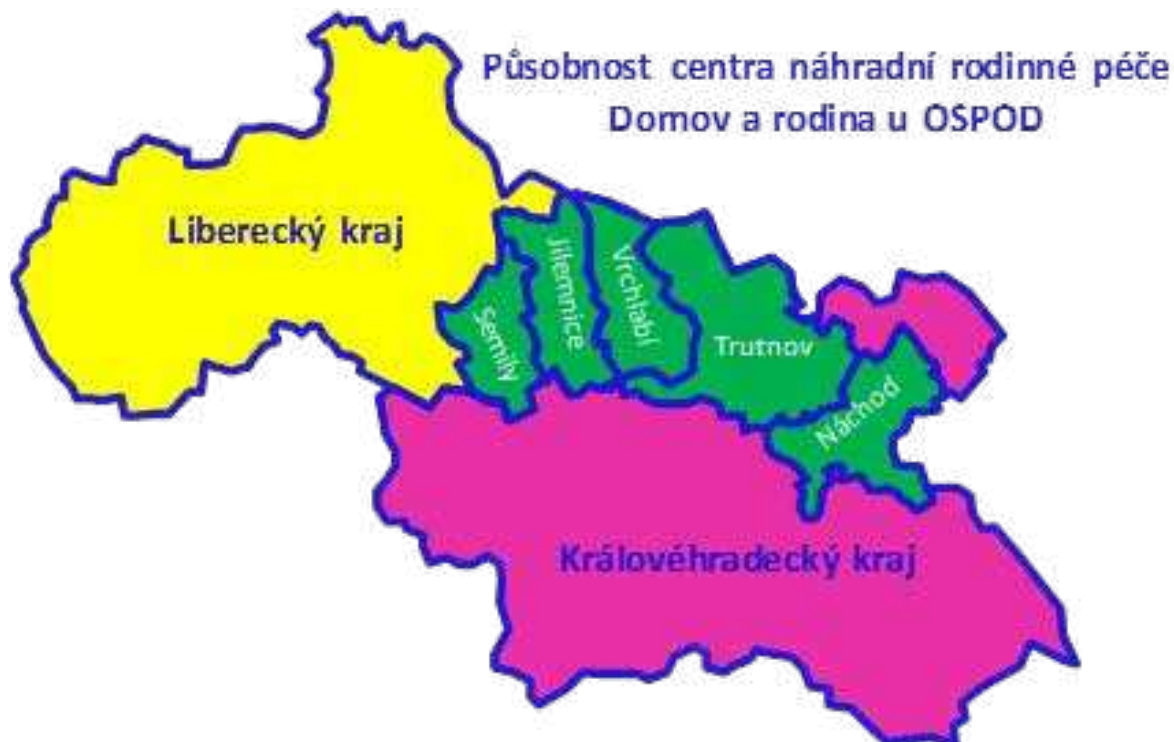 Působnost centra náhradní rodinné péče
Domov a rodina u OSPOD
Liberecký kraj
Semily
Jilemnice
Vrchlabí
Trutnov
Náchod
Královéhradecký kraj